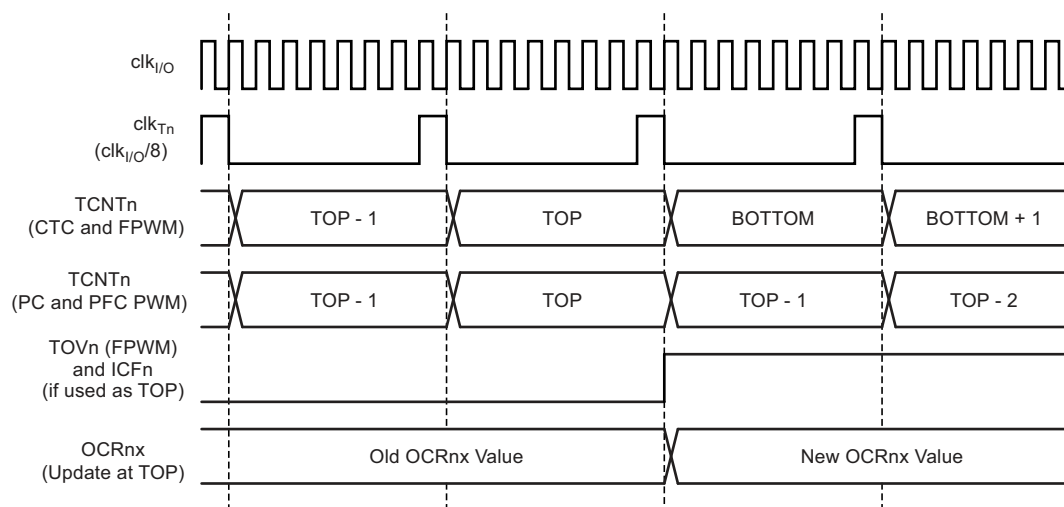 clkI/O
clkTn
(clkI/O/8)
TCNTn
(CTC and FPWM)
TOP - 1
TOP
BOTTOM
BOTTOM + 1
TCNTn
(PC and PFC PWM)
TOP - 1
TOP
TOP - 1
TOP - 2
TOVn (FPWM)
and ICFn
(if used as TOP)
OCRnx
(Update at TOP)
Old OCRnx Value
New OCRnx Value